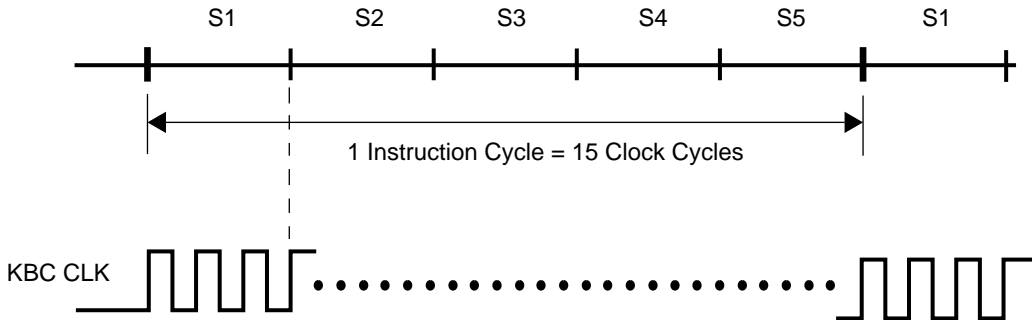 S1 S2 S3 S4 S5 S1
1 Instruction Cycle = 15 Clock Cycles
KBC CLK